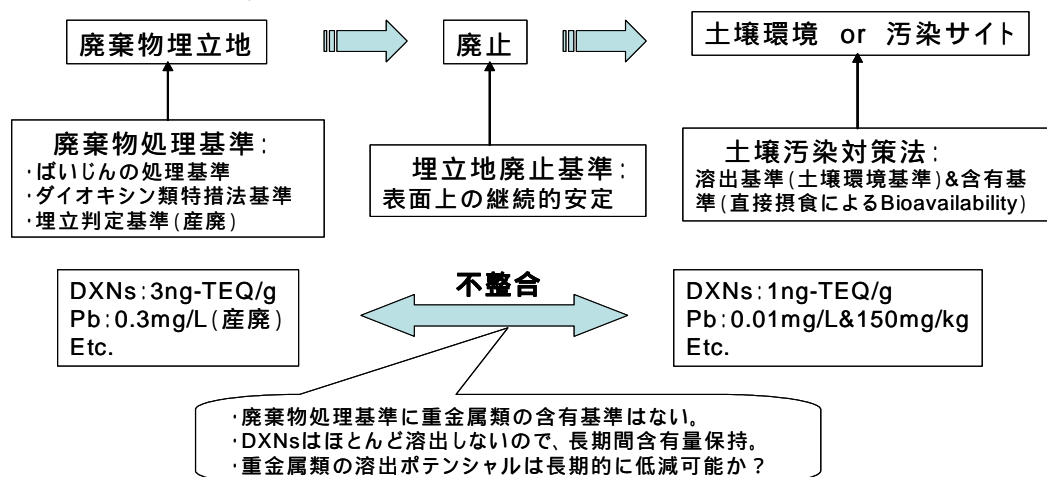 廃棄物埋立地
廃止
土壌環境 or 汚染サイト
廃棄物処理基準:
・ばいじんの処理基準
・ダイオキシン類特措法基準
・埋立判定基準(産廃)
埋立地廃止基準:
表面上の継続的安定
土壌汚染対策法:
溶出基準(土壌環境基準)&含有基
準(直接摂食によるBioavailability)
DXNs:3ng-TEQ/g
Pb:0.3mg/L(産廃)
Etc.
不整合
DXNs:1ng-TEQ/g
Pb:0.01mg/L&150mg/kg
Etc.
・廃棄物処理基準に重金属類の含有基準はない。
・DXNsはほとんど溶出しないので、長期間含有量保持。
・重金属類の溶出ポテンシャルは長期的に低減可能か?